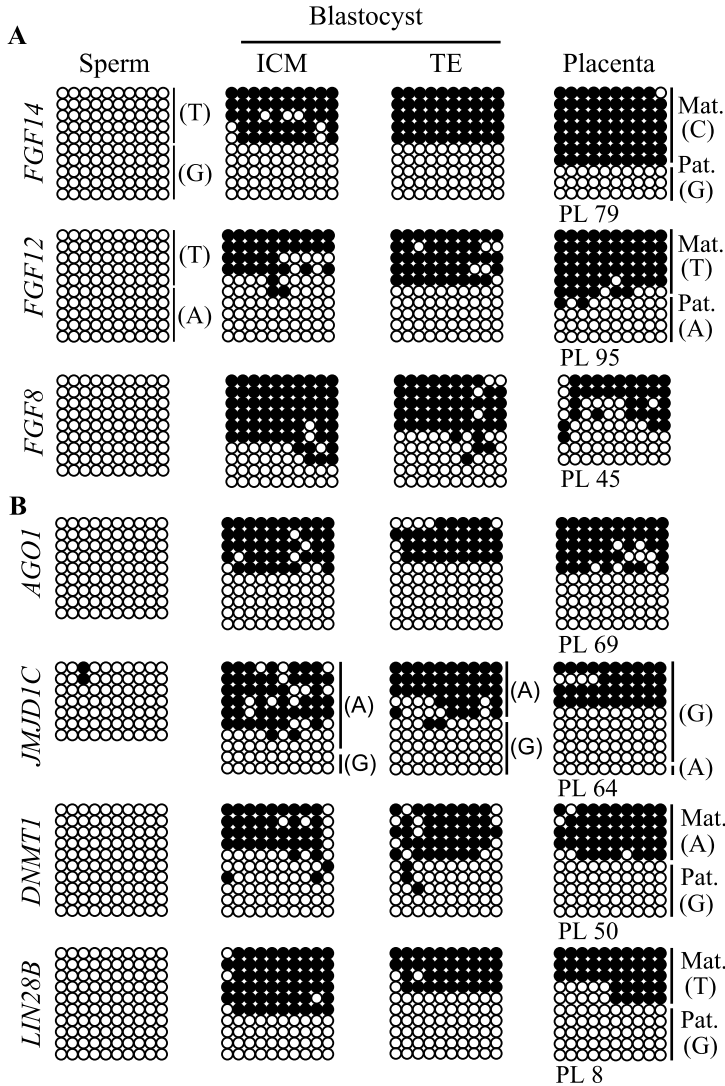 Blastocyst
A
Sperm
ICM
TE
Placenta
FGF14
(T)
(G)
Mat.
(C)
Pat.
(G)
PL 79
FGF12
(T)
(A)
Mat.
(T)
Pat.
(A)
PL 95
FGF8
PL 45
B
AGO1
PL 69
JMJD1C
(A)
(G)
(A)
(G)
(G)
(A)
PL 64
DNMT1
Mat.
(A)
Pat.
(G)
PL 50
LIN28B
Mat.
(T)
Pat.
(G)
PL 8